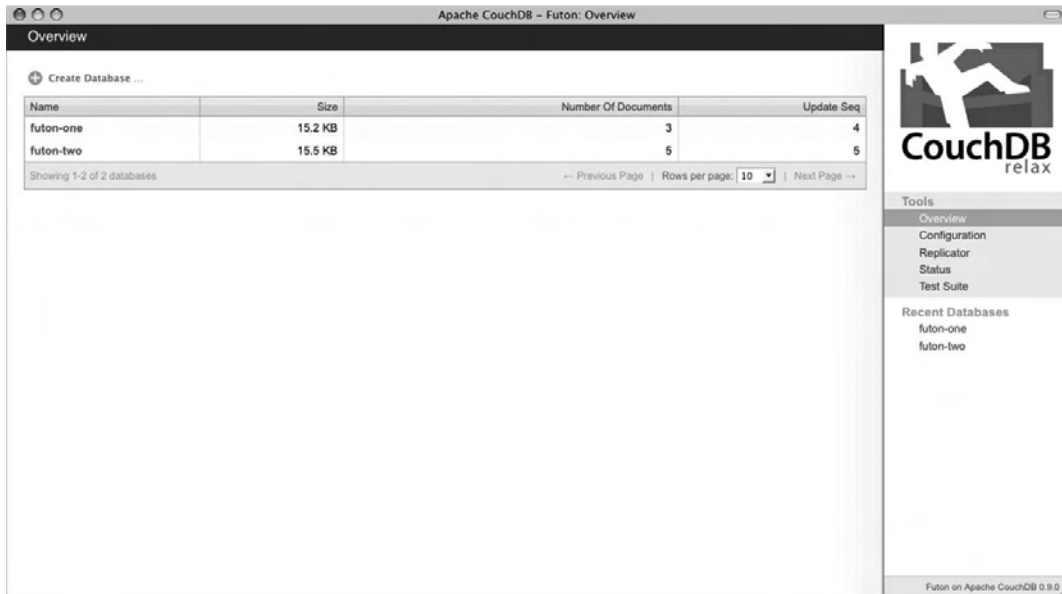 Apache CouchDB – Futon: Overview
Overview
Create Database ...
Name Size Number Of Documents Update Seq
futon-one 15.2 KB 3 4
futon-two 15.5 KB 5 5
Showing 1-2 of 2 databases ← Previous Page | Rows per page: 10 | Next Page →
CouchDB
relax
Tools
Overview
Configuration
Replicator
Status
Test Suite
Recent Databases
futon-one
futon-two
Futon on Apache CouchDB 0.9.0